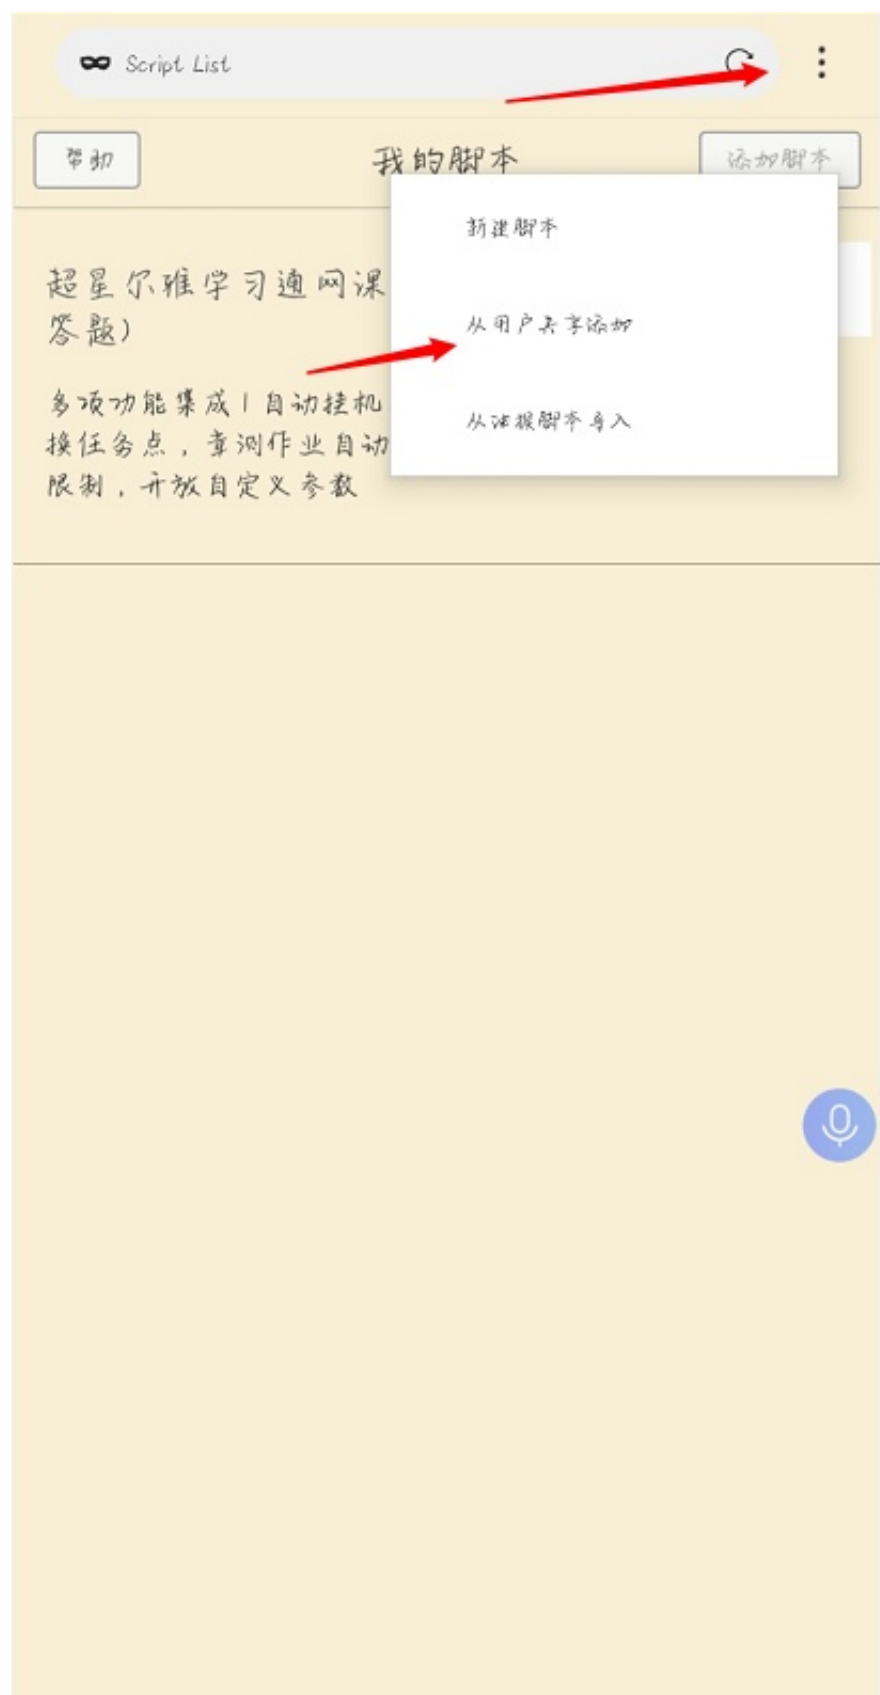 Script List
帮助
我的脚本
添加脚本
新建脚本
从用户共享添加
从油猴脚本导入
超星尔雅学习通网课
答题)
多项功能集成|自动挂机
换任务点，章测作业自动
限制，开放自定义参数